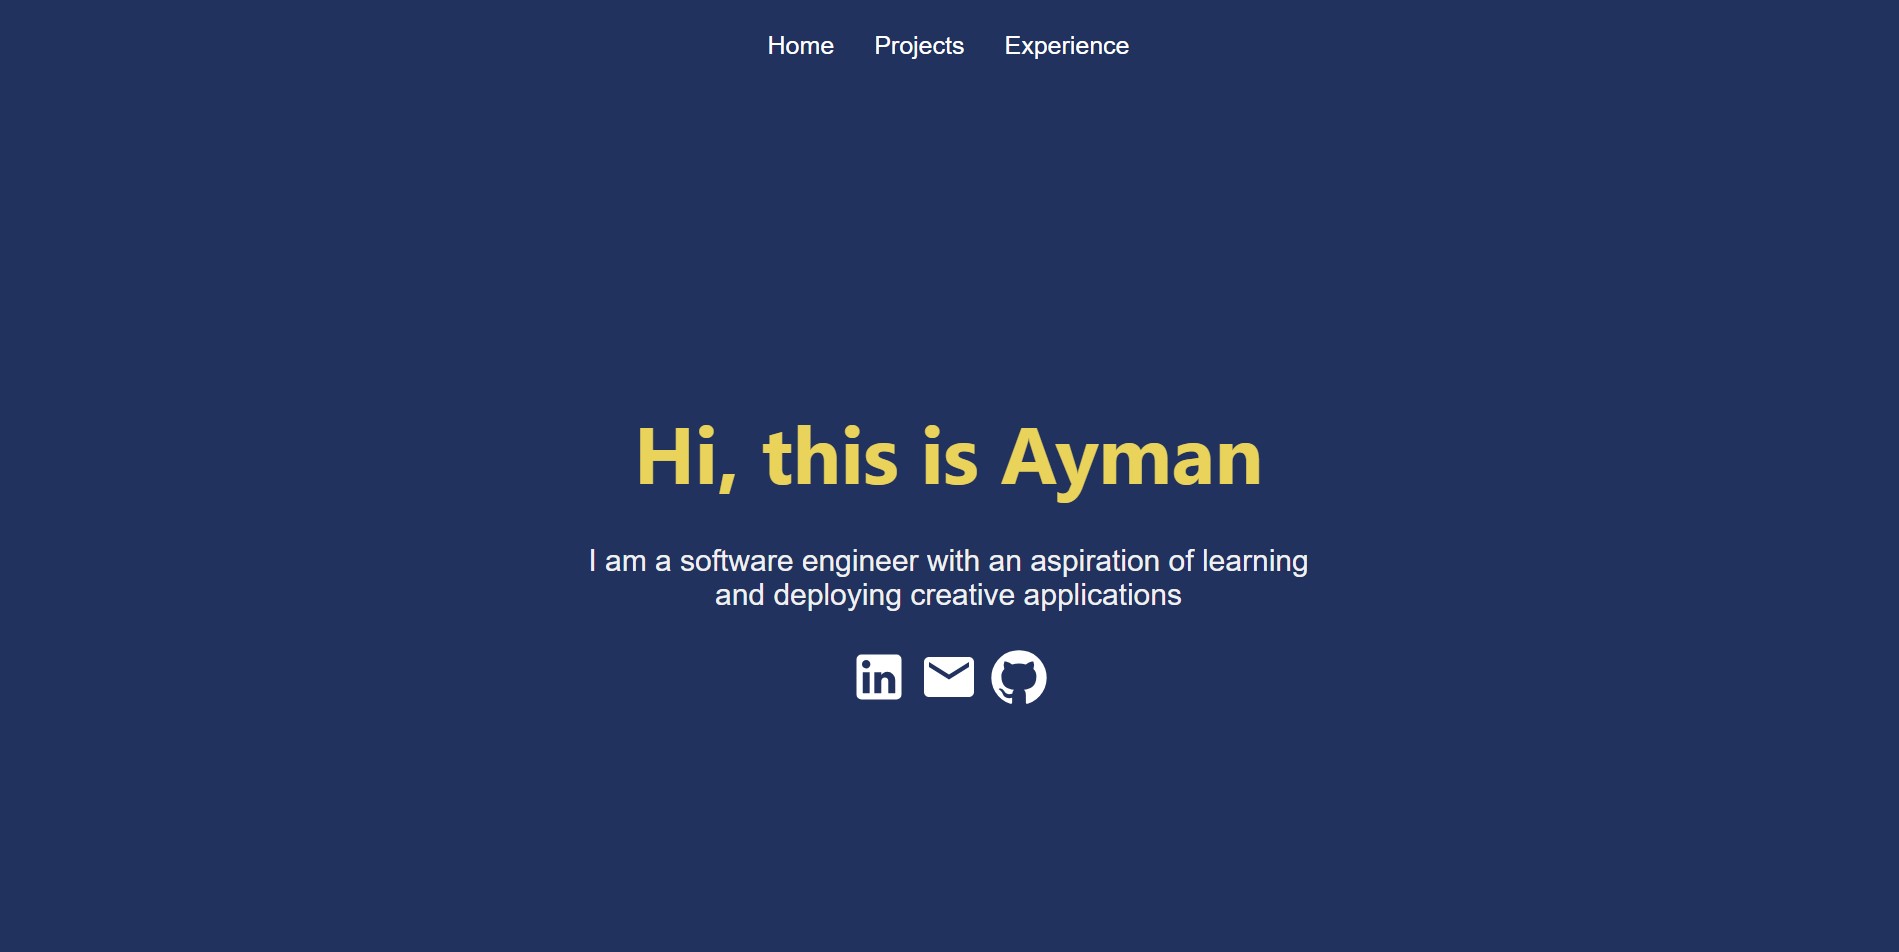 Home Projects Experience
Hi, this is Ayman
I am a software engineer with an aspiration of learning
and deploying creative applications
in